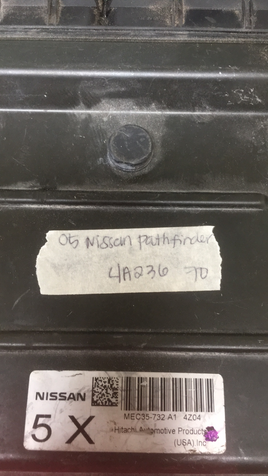 05 Nissan Pathfinder
4A236 70
NISSAN
MEC35-732 A1 4Z04
5 X
Hitachi Automotive Products
(USA) Inc